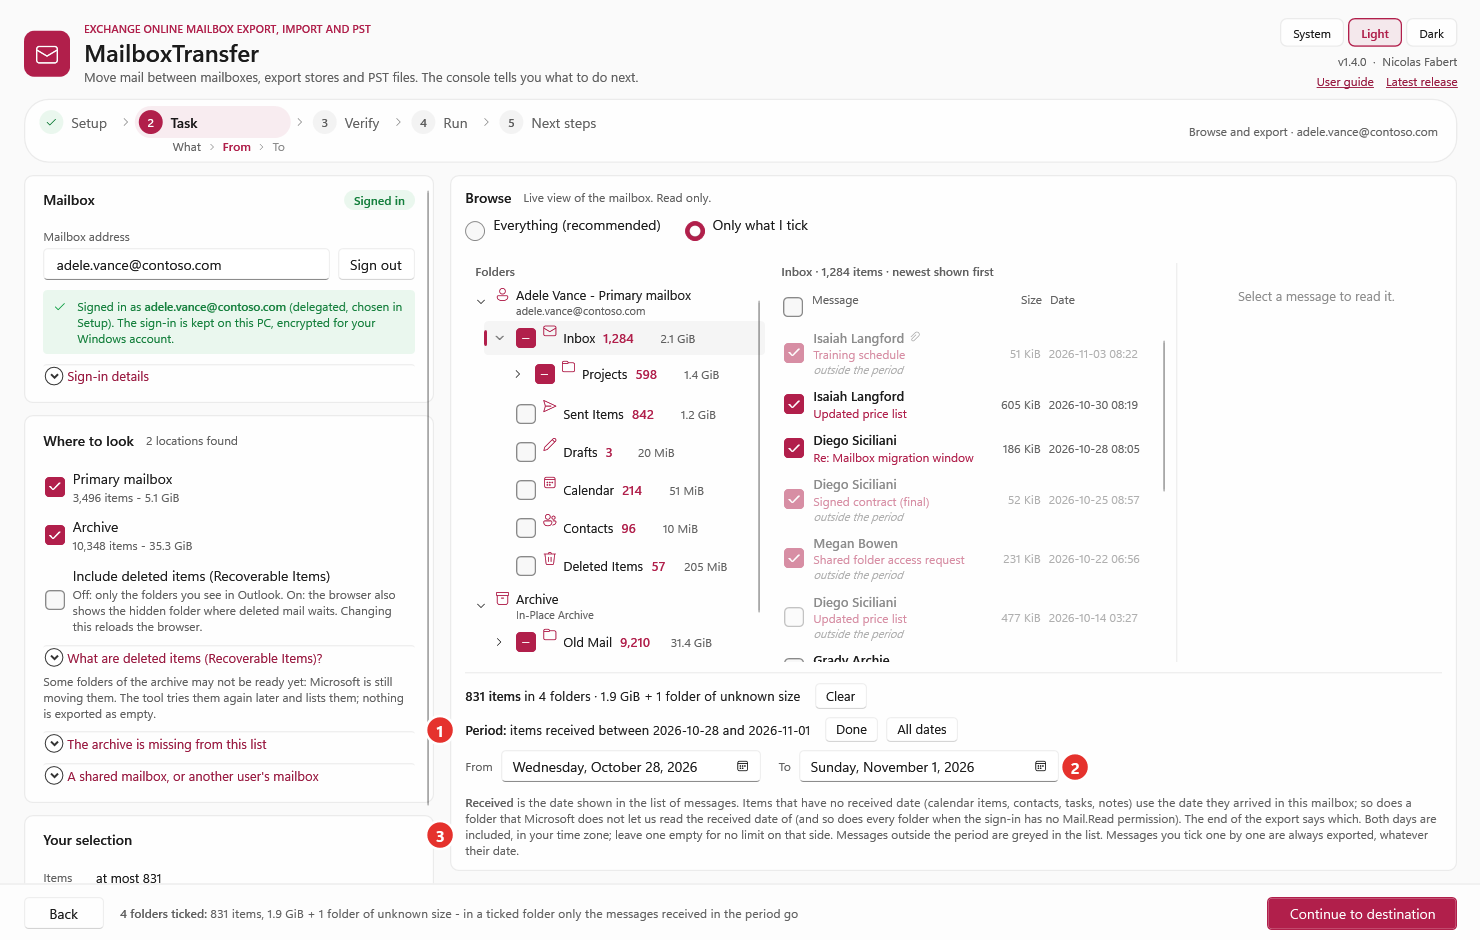 EXCHANGE ONLINE MAILBOX EXPORT, IMPORT AND PST
MailboxTransfer
Move mail between mailboxes, export stores and PST files. The console tells you what to do next.
System
Light
Dark
v1.4.0 · Nicolas Fabert
User guide
Latest release
Setup
2 Task
3 Verify
4 Run
5 Next steps
What
From
To
Browse and export · adele.vance@contoso.com
Mailbox
Signed in
Mailbox address
adele.vance@contoso.com
Sign out
Signed in as adele.vance@contoso.com (delegated, chosen in
Setup). The sign-in is kept on this PC, encrypted for your
Windows account.
Sign-in details
Where to look 2 locations found
Primary mailbox
3,496 items - 5.1 GiB
Archive
10,348 items - 35.3 GiB
Include deleted items (Recoverable Items)
Off: only the folders you see in Outlook. On: the browser also
shows the hidden folder where deleted mail waits. Changing
this reloads the browser.
What are deleted items (Recoverable Items)?
Some folders of the archive may not be ready yet: Microsoft is still
moving them. The tool tries them again later and lists them; nothing
is exported as empty.
The archive is missing from this list
A shared mailbox, or another user's mailbox
Your selection
Items at most 831
Browse Live view of the mailbox. Read only.
Everything (recommended)
Only what I tick
Folders
Adele Vance - Primary mailbox
adele.vance@contoso.com
Inbox 1,284 2.1 GiB
Projects 598 1.4 GiB
Sent Items 842 1.2 GiB
Drafts 3 20 MiB
Calendar 214 51 MiB
Contacts 96 10 MiB
Deleted Items 57 205 MiB
Archive
In-Place Archive
Old Mail 9,210 31.4 GiB
Inbox · 1,284 items · newest shown first
Message Size Date
Isaiah Langford
Training schedule 51 KiB 2026-11-03 08:22
outside the period
Isaiah Langford
Updated price list 605 KiB 2026-10-30 08:19
Diego Siciliani
Re: Mailbox migration window 186 KiB 2026-10-28 08:05
Diego Siciliani
Signed contract (final) 52 KiB 2026-10-25 08:57
outside the period
Megan Bowen
Shared folder access request 231 KiB 2026-10-22 06:56
outside the period
Diego Siciliani
Updated price list 477 KiB 2026-10-14 03:27
outside the period
Grady Archie
Select a message to read it.
831 items in 4 folders · 1.9 GiB + 1 folder of unknown size
Clear
1
Period: items received between 2026-10-28 and 2026-11-01
Done
All dates
From Wednesday, October 28, 2026
To Sunday, November 1, 2026
2
3
Received is the date shown in the list of messages. Items that have no received date (calendar items, contacts, tasks, notes) use the date they arrived in this mailbox; so does a
folder that Microsoft does not let us read the received date of (and so does every folder when the sign-in has no Mail.Read permission). The end of the export says which. Both days are
included, in your time zone; leave one empty for no limit on that side. Messages outside the period are greyed in the list. Messages you tick one by one are always exported, whatever
their date.
Back
4 folders ticked: 831 items, 1.9 GiB + 1 folder of unknown size - in a ticked folder only the messages received in the period go
Continue to destination